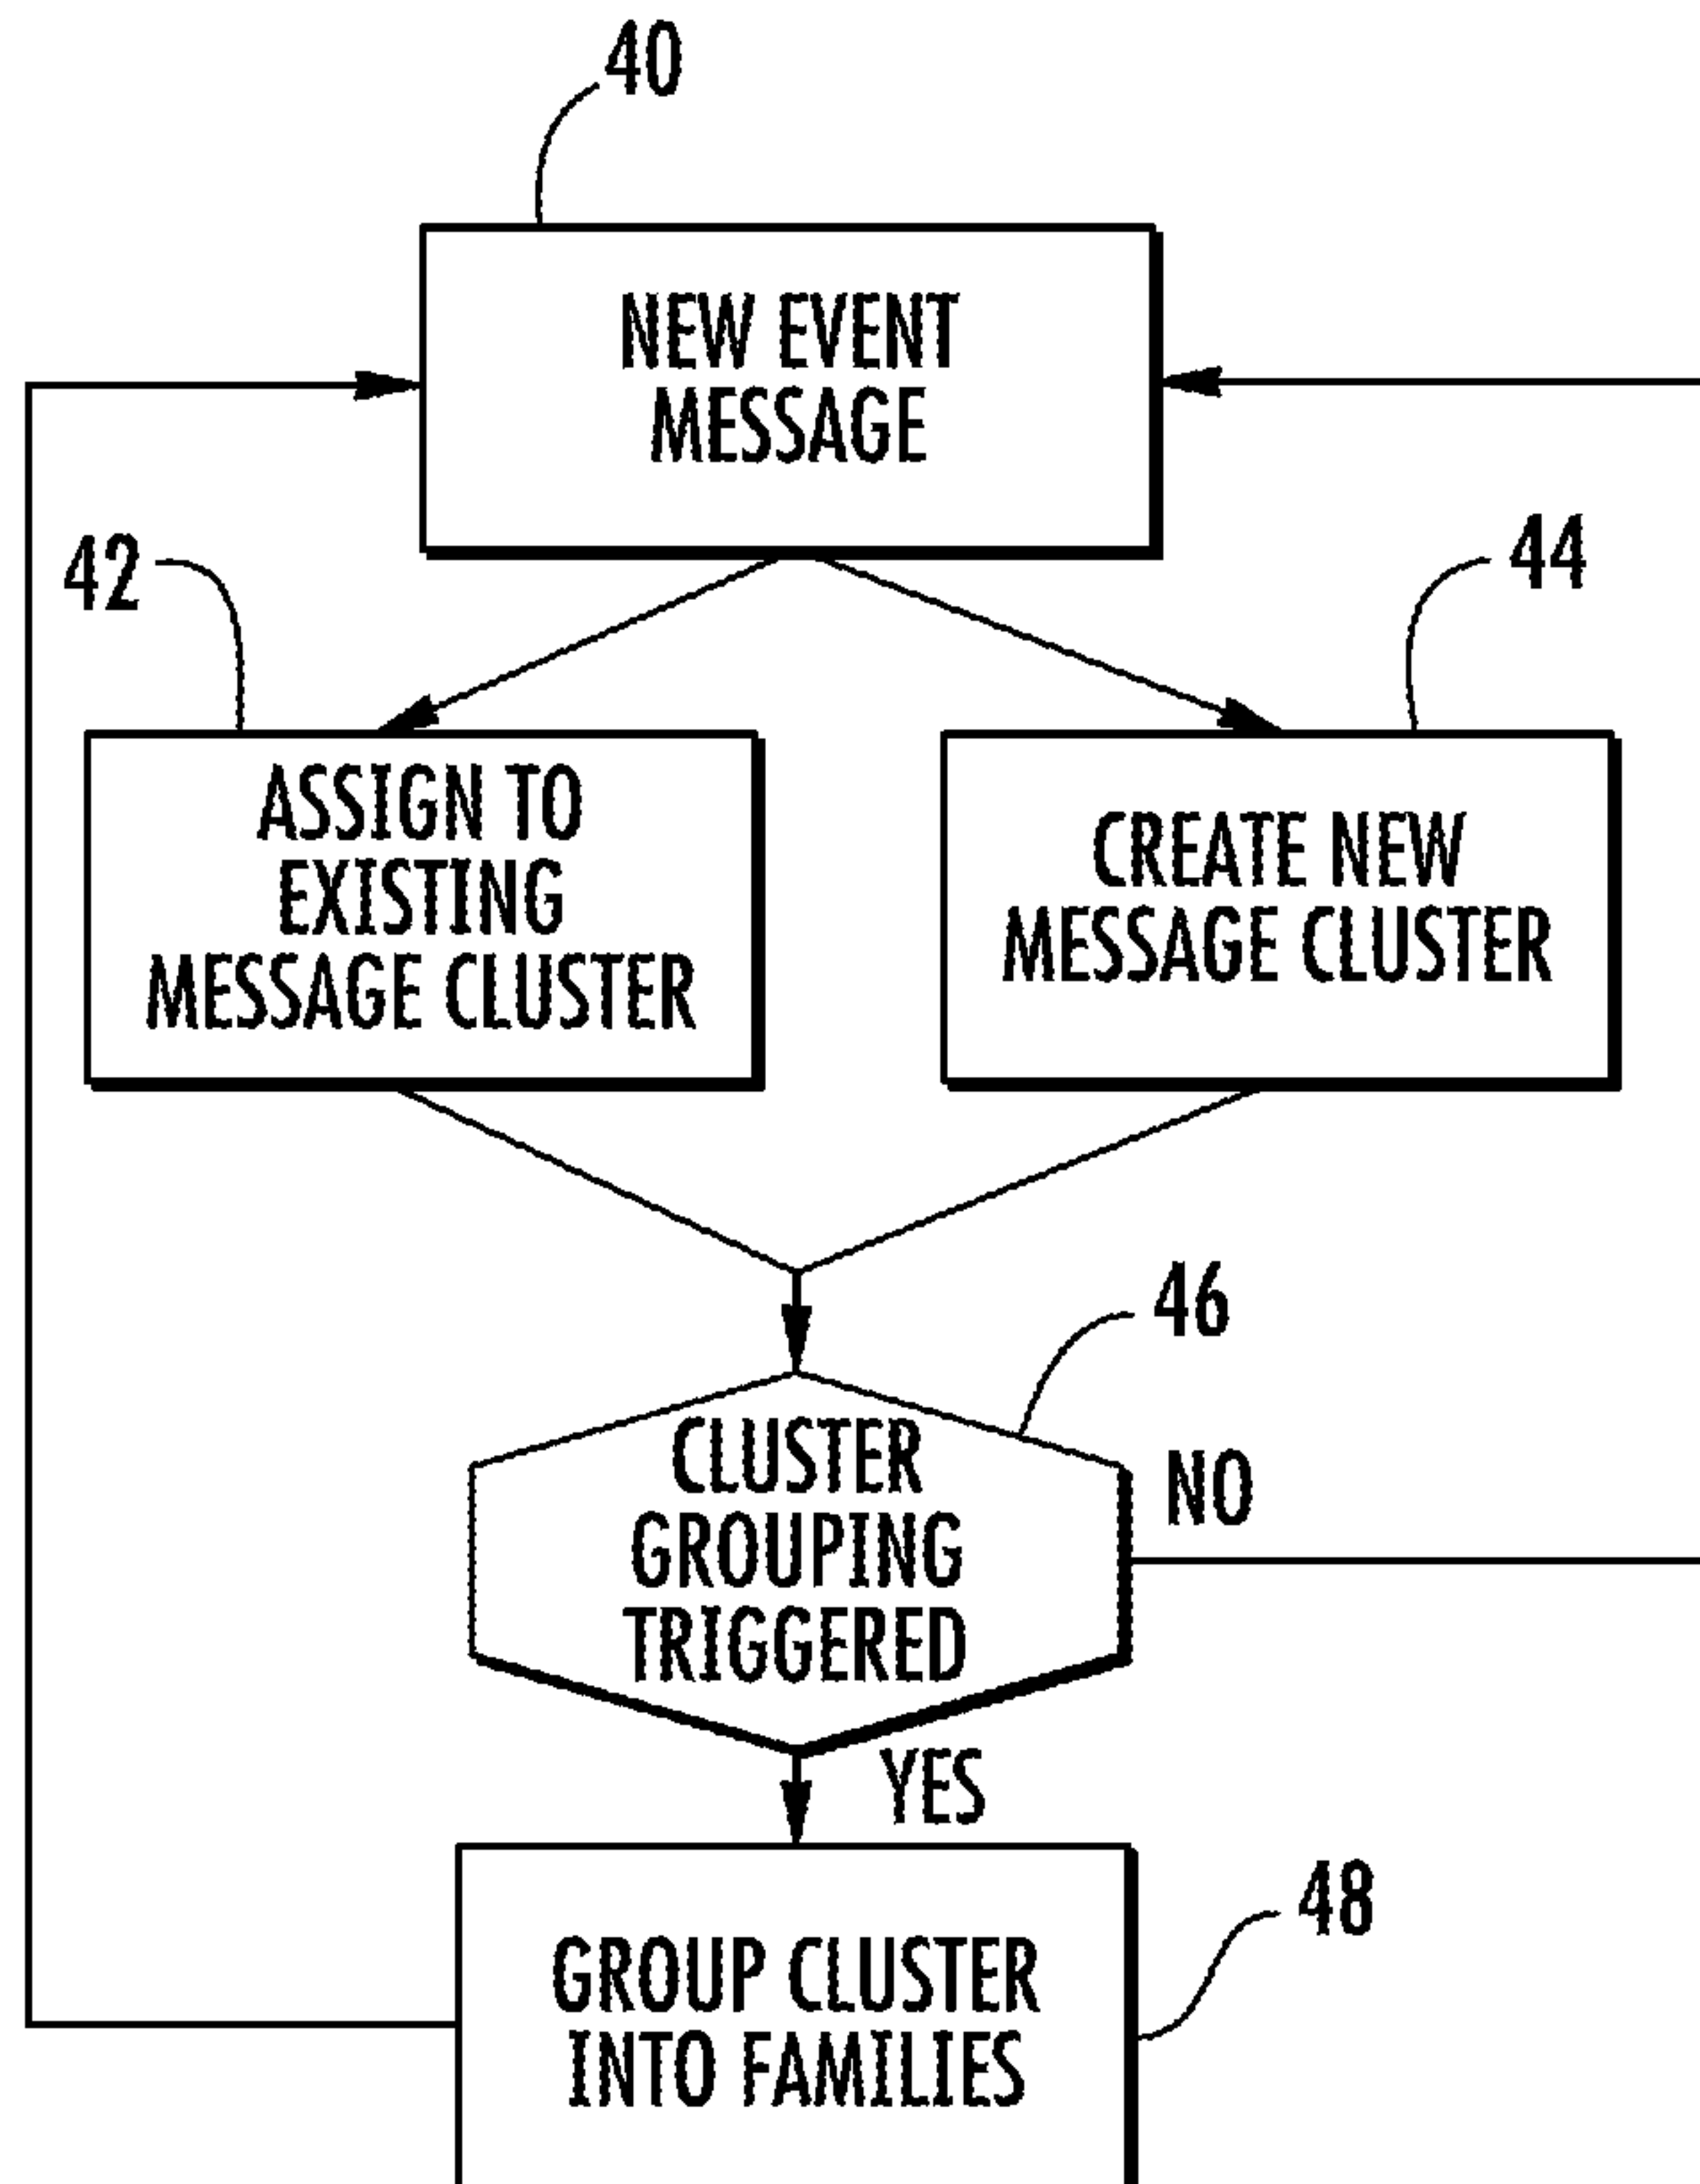 40
NEW EVENT
MESSAGE
42
44
ASSIGN TO
EXISTING
MESSAGE CLUSTER
CREATE NEW
MESSAGE CLUSTER
46
CLUSTER
GROUPING
TRIGGERED
NO
YES
48
GROUP CLUSTER
INTO FAMILIES